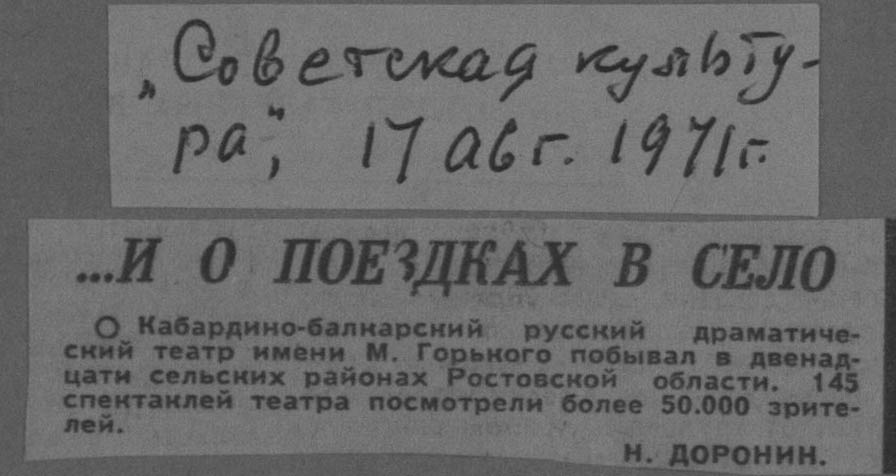 „Советская культу-
ра", 17 авг. 1971г.
...И О ПОЕЗДКАХ В СЕЛО
О Кабардино-балкарский русский драматиче-
ский театр имени М. Горького побывал в двенад-
цати сельских районах Ростовской области. 145
спектаклей театра посмотрели более 50.000 зрите-
лей.
Н. ДОРОНИН.